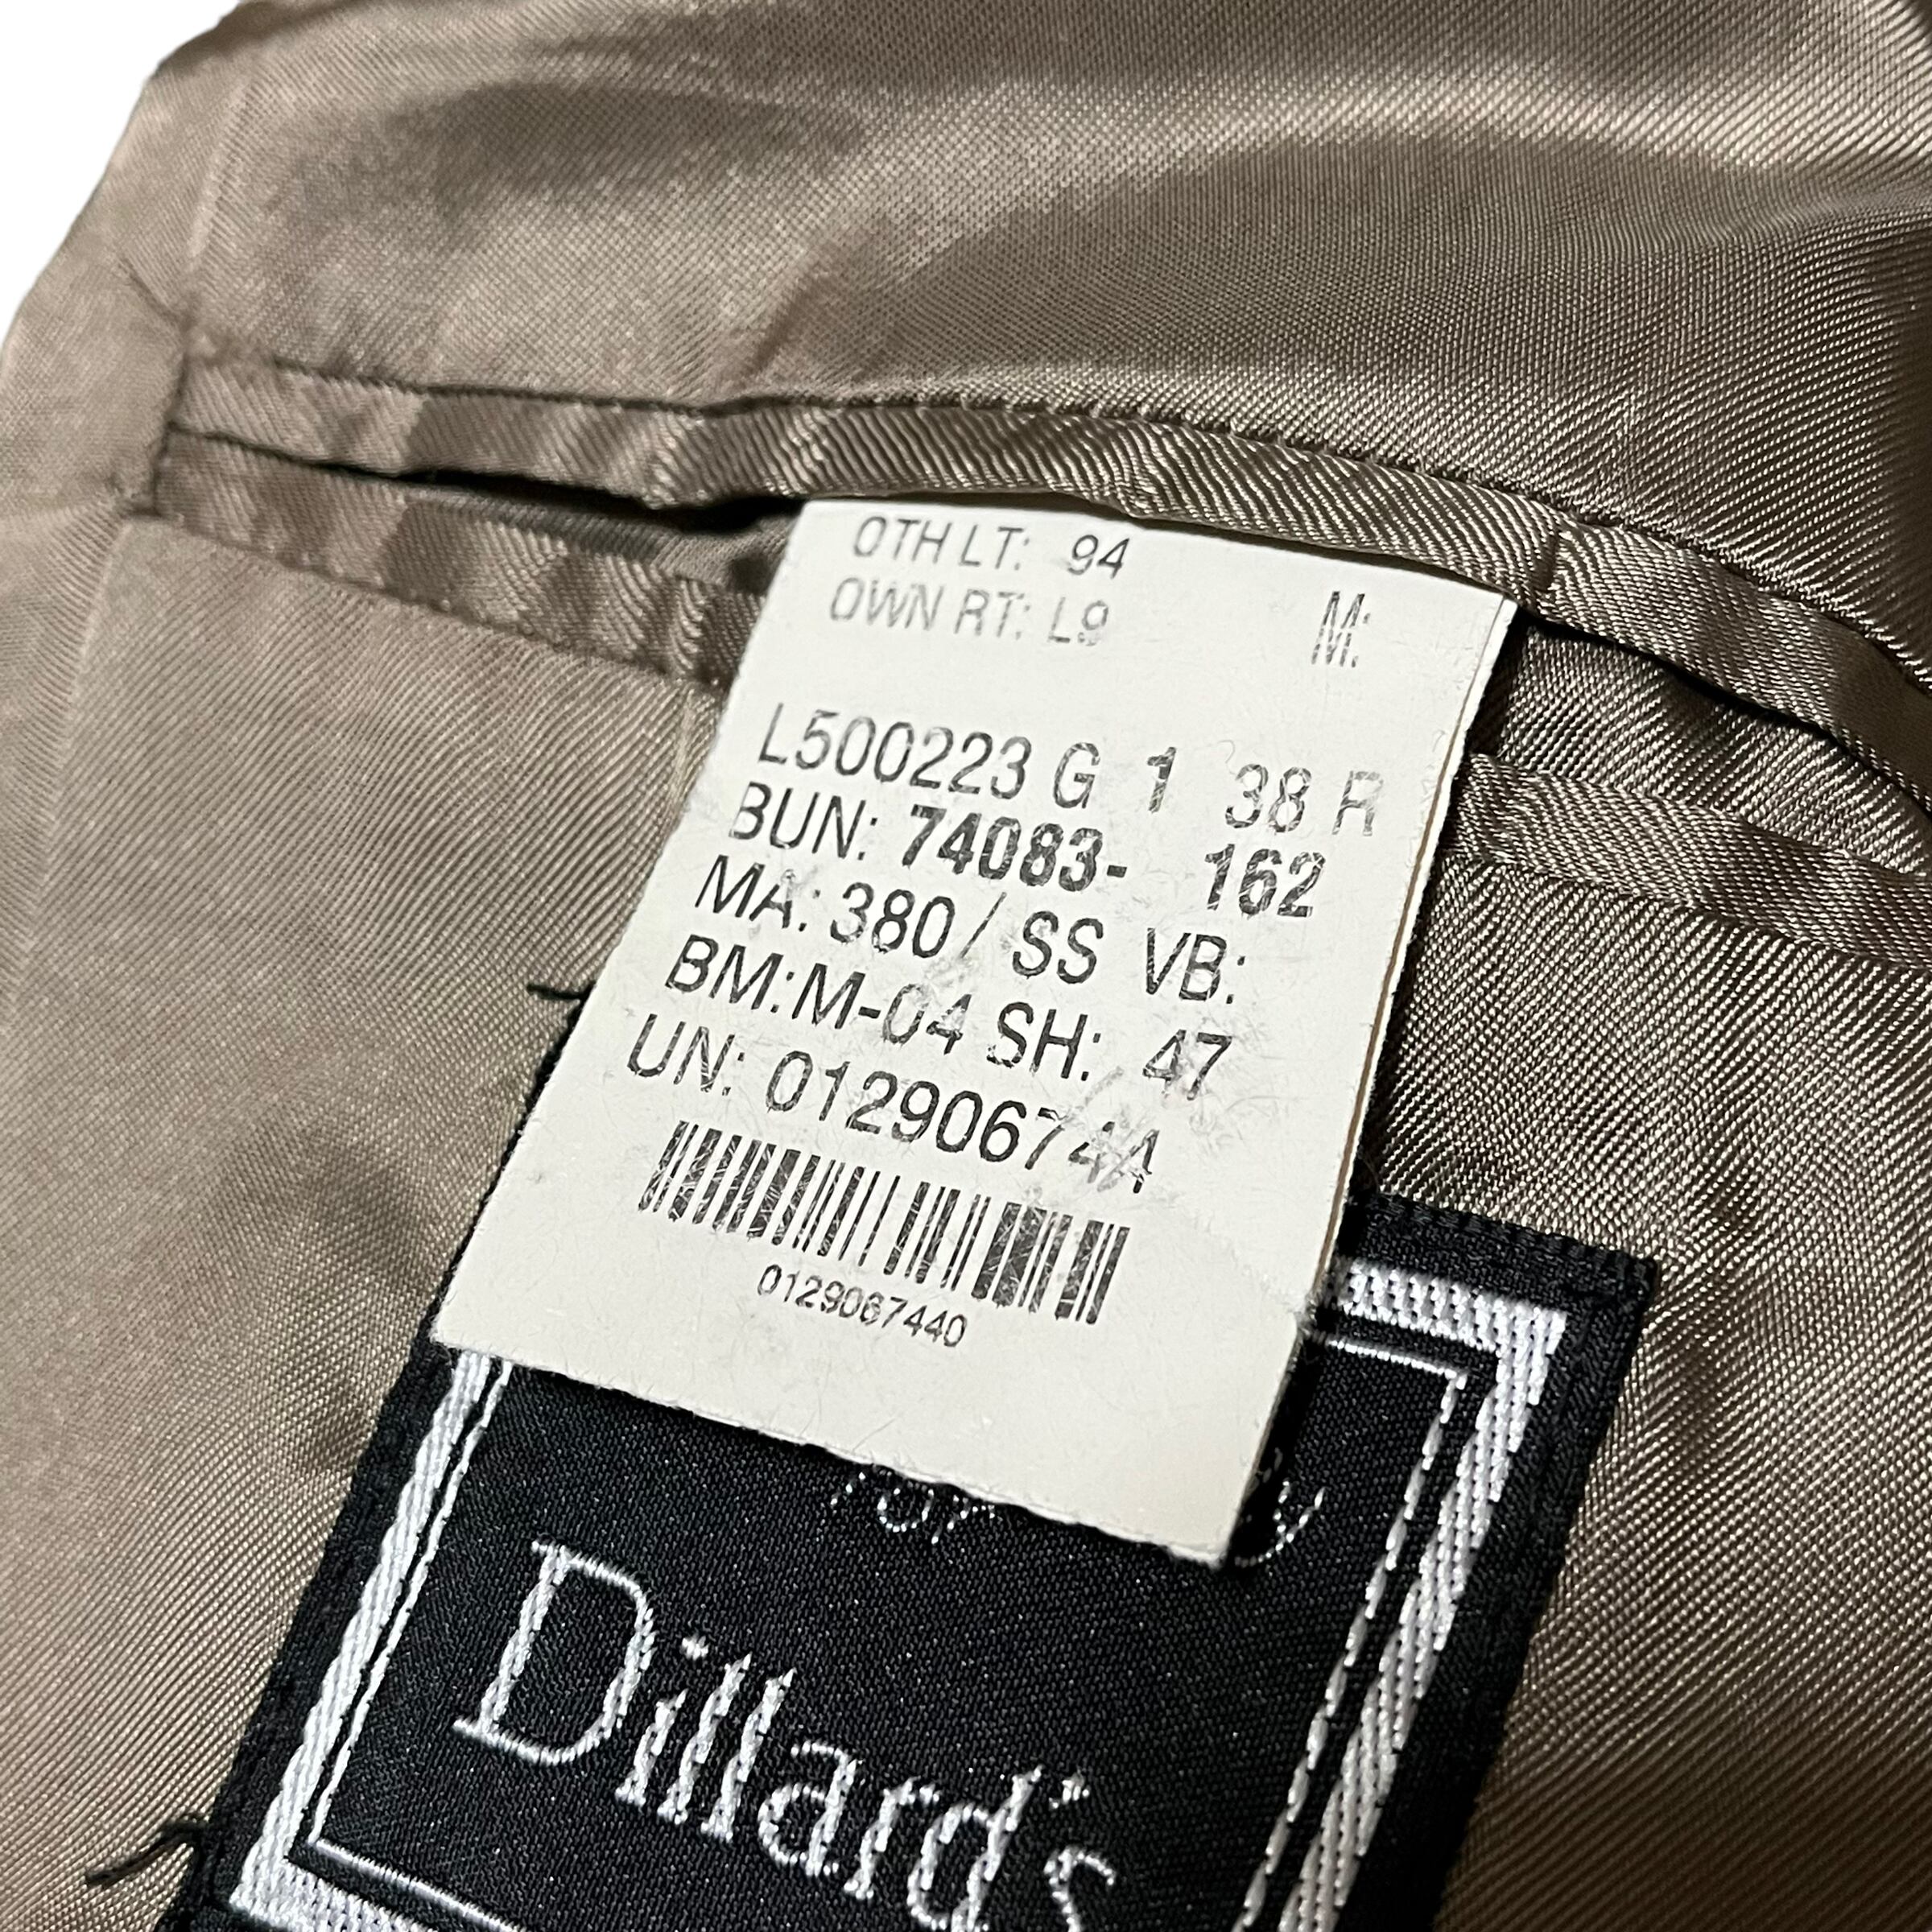 OTH LT: 94
OWN RT: L9 M:
L500223 G 1 38 R
BUN: 74083- 162
MA: 380 / SS VB:
BM:M-04 SH: 47
UN: 012906744
0129067440
Dillard's